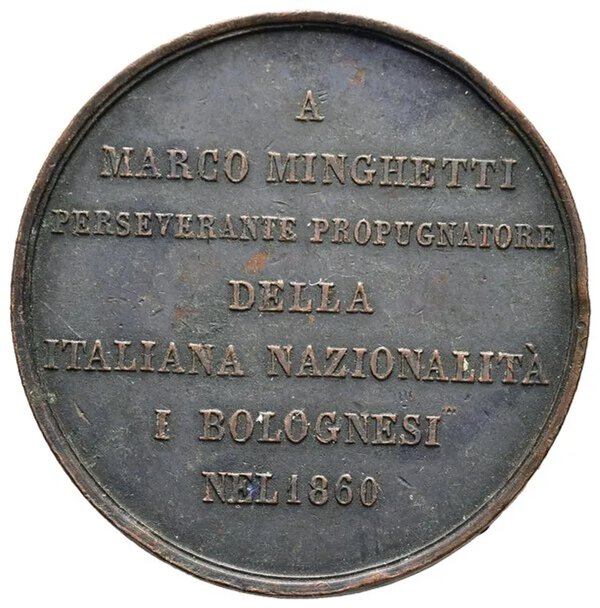 A
MARCO MINGHETTI
PERSEVERANTE PROPUGNATORE
DELLA
ITALIANA NAZIONALITÀ
I BOLOGNESI
NEL 1860